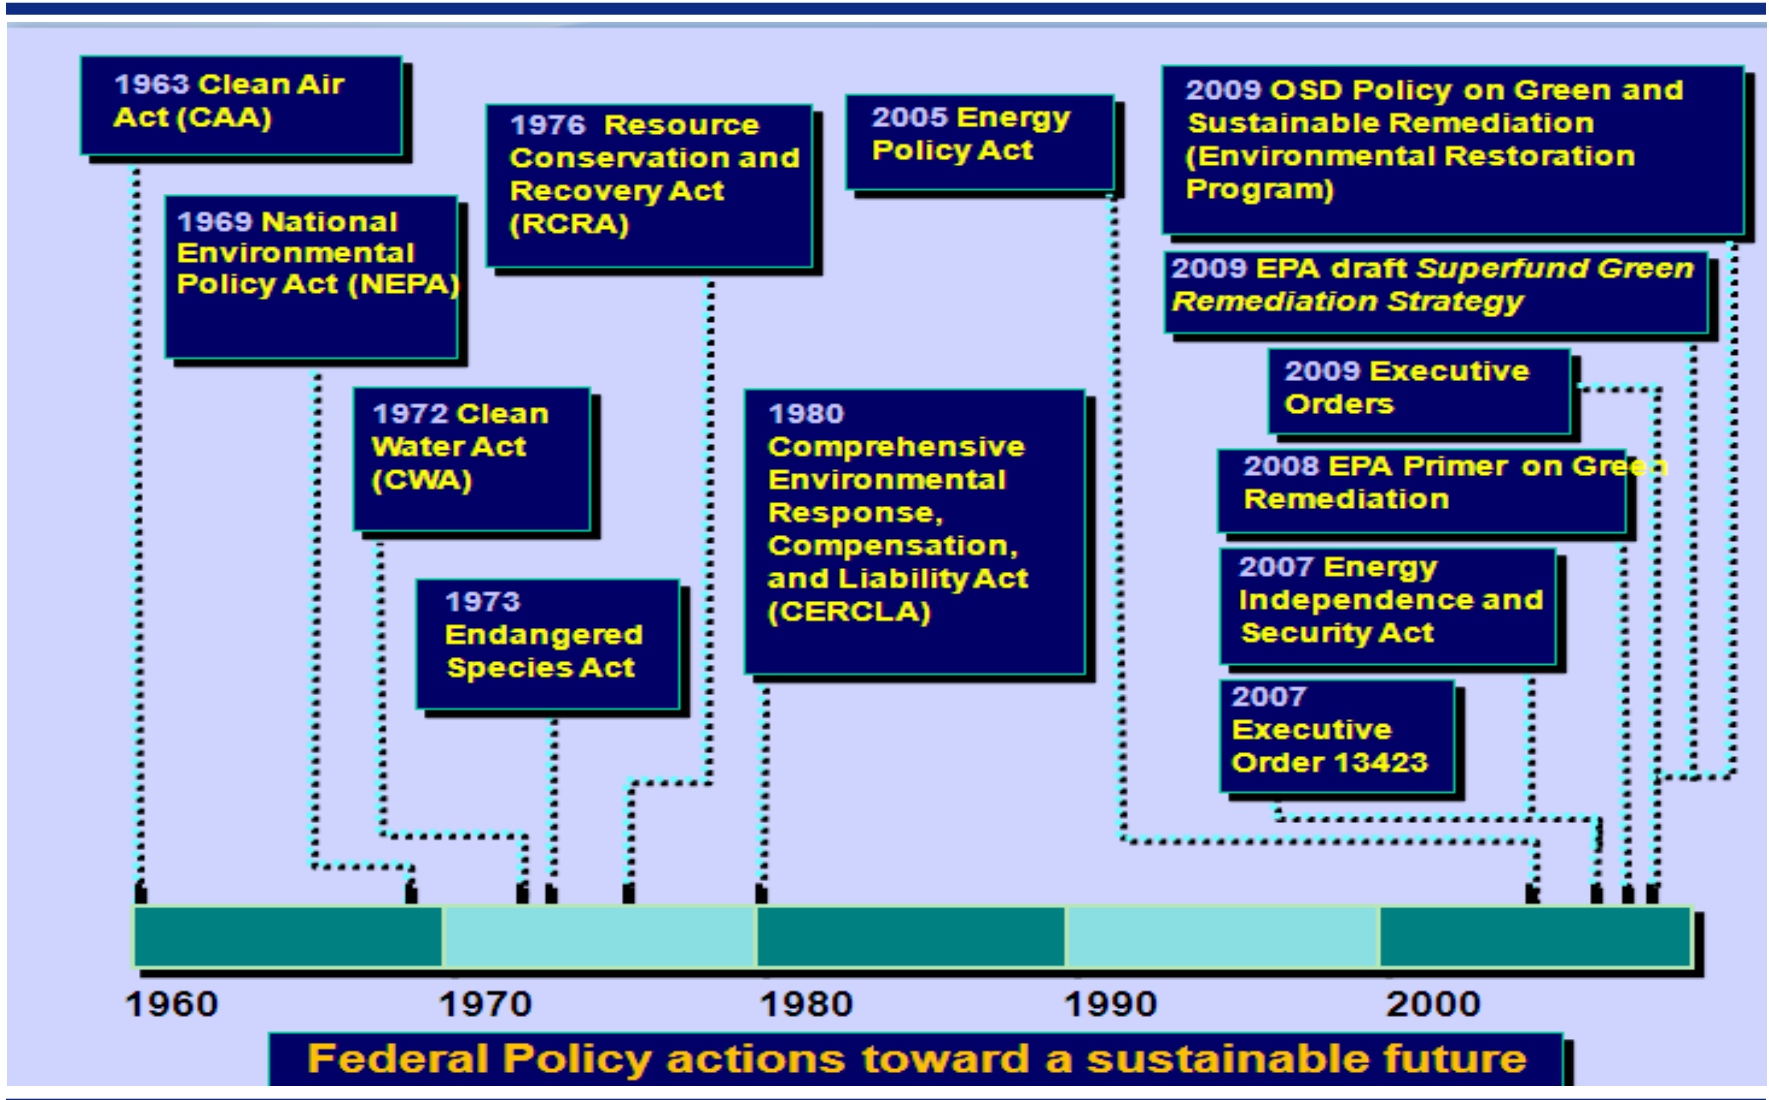 1963 Clean Air
Act (CAA)
1969 National
Environmental
Policy Act (NEPA)
1972 Clean
Water Act
(CWA)
1973
Endangered
Species Act
1976 Resource
Conservation and
Recovery Act
(RCRA)
1980
Comprehensive
Environmental
Response,
Compensation,
and Liability Act
(CERCLA)
2005 Energy
Policy Act
2009 OSD Policy on Green and
Sustainable Remediation
(Environmental Restoration
Program)
2009 EPA draft Superfund Green
Remediation Strategy
2009 Executive
Orders
2008 EPA Primer on Green
Remediation
2007 Energy
Independence and
Security Act
2007
Executive
Order 13423
1960 1970 1980 1990 2000
Federal Policy actions toward a sustainable future